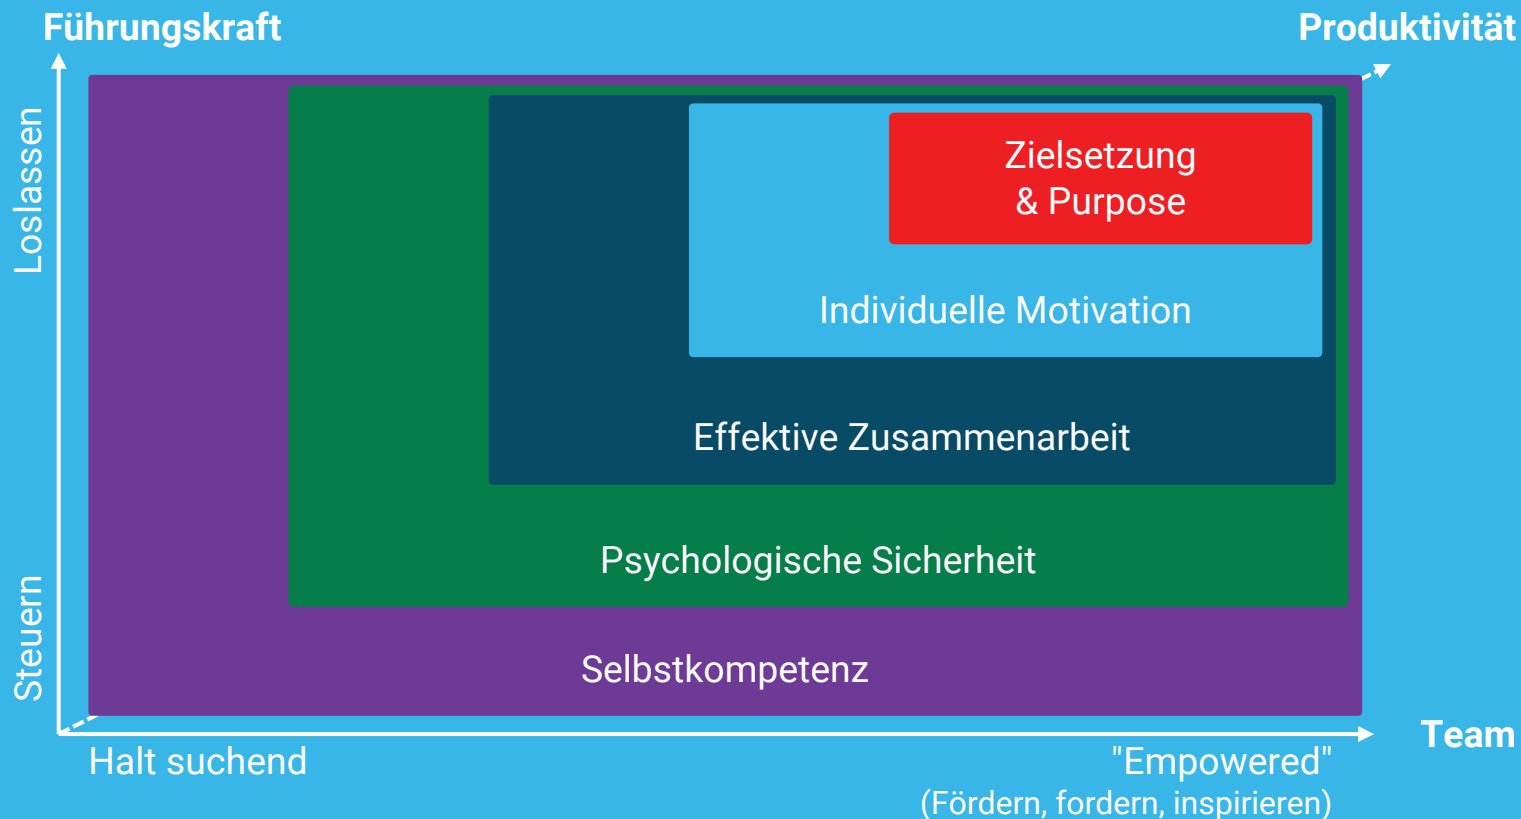 Führungskraft
Produktivität
Loslassen
Steuern
Zielsetzung
& Purpose
Individuelle Motivation
Effektive Zusammenarbeit
Psychologische Sicherheit
Selbstkompetenz
Team
Halt suchend
"Empowered"
(Fördern, fordern, inspirieren)